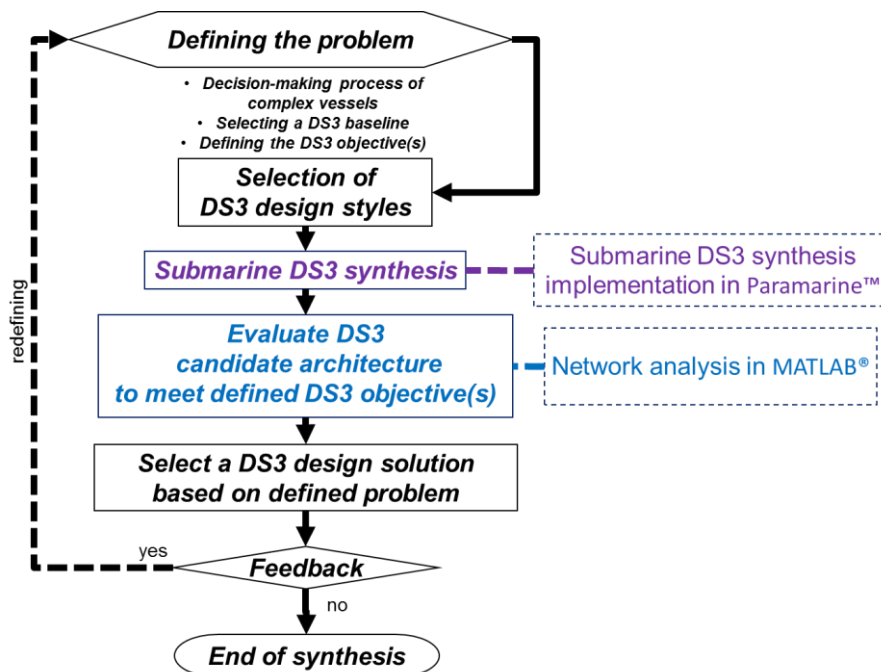 Defining the problem
• Decision-making process of
complex vessels
• Selecting a DS3 baseline
• Defining the DS3 objective(s)
Selection of
DS3 design styles
Submarine DS3 synthesis
Submarine DS3 synthesis
implementation in Paramarine™
redefining
Evaluate DS3
candidate architecture
to meet defined DS3 objective(s)
Network analysis in MATLAB®
Select a DS3 design solution
based on defined problem
yes
Feedback
no
End of synthesis